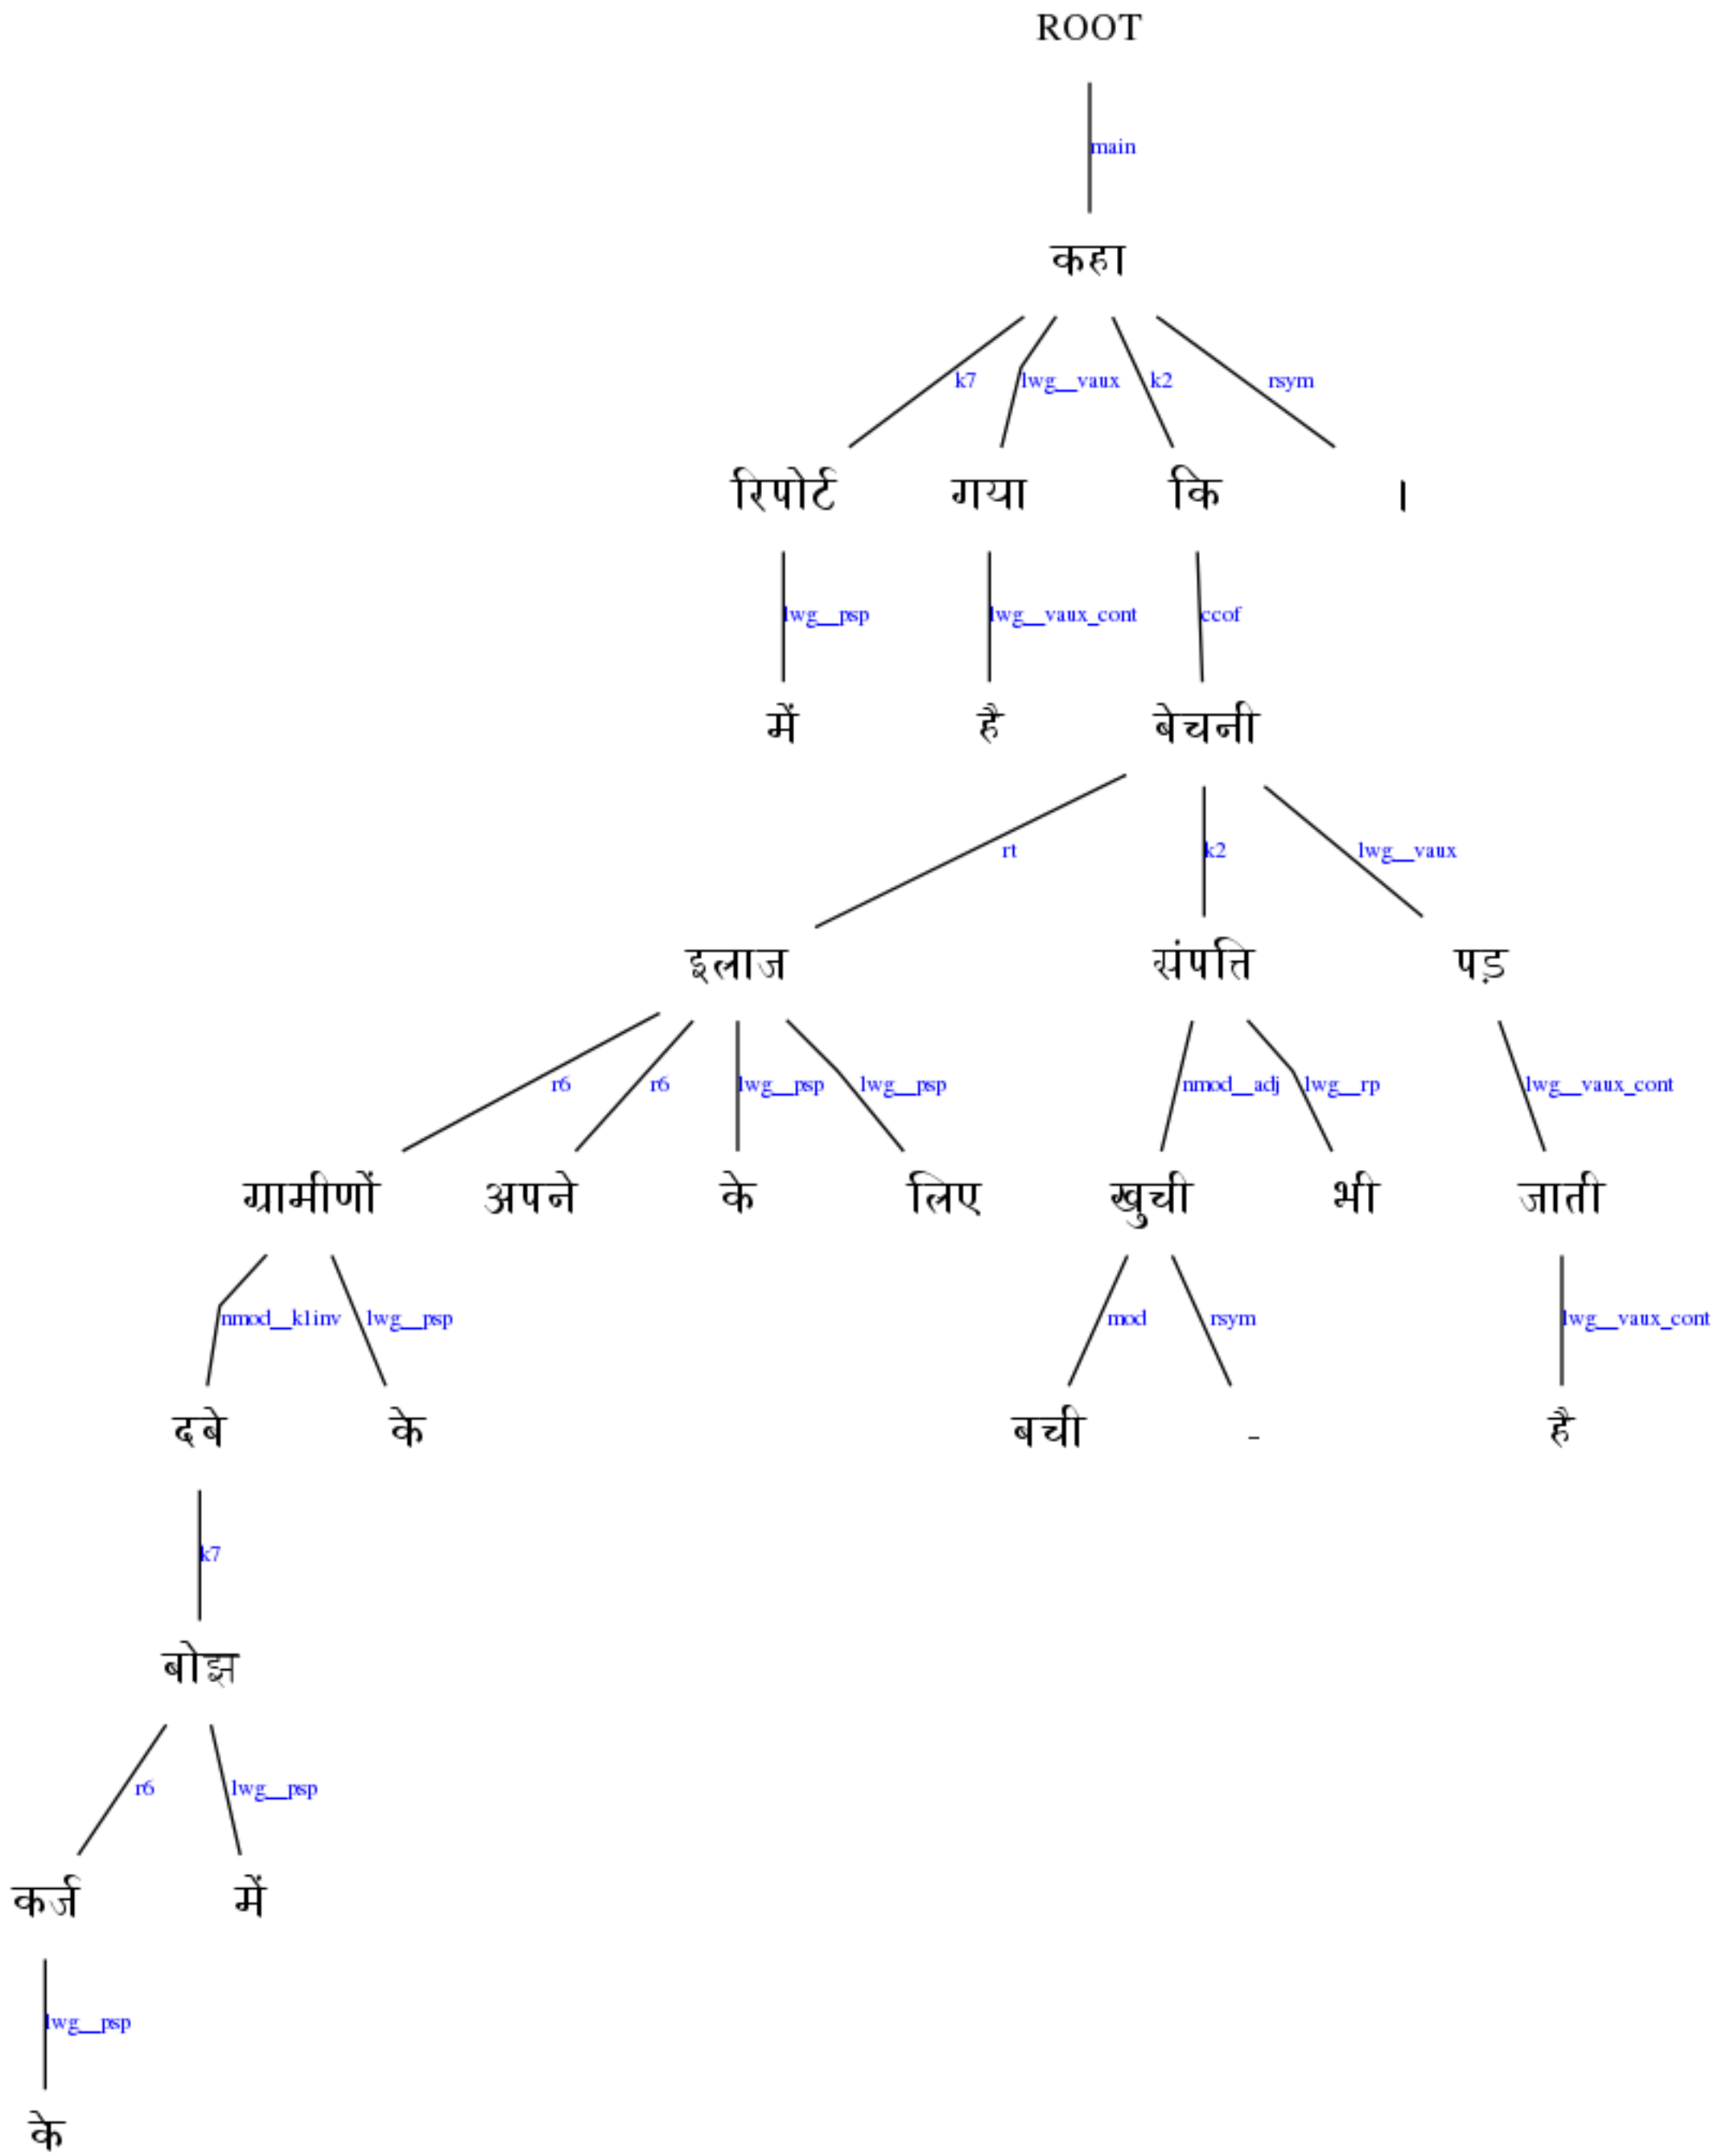 ROOT
main
कहा
k7 lwg__vaux k2 rsym
रिपोर्ट गया कि ।
lwg__psp lwg__vaux_cont ccof
में है बेचनी
rt k2 lwg__vaux
इलाज संपत्ति पड़
r6 r6 lwg__psp lwg__psp nmod__adj lwg__rp lwg__vaux_cont
ग्रामीणों अपने के लिए खुची भी जाती
nmod__k1inv lwg__psp mod rsym lwg__vaux_cont
दबे के बची - है
k7
बोझ
r6 lwg__psp
कर्ज में
lwg__psp
के